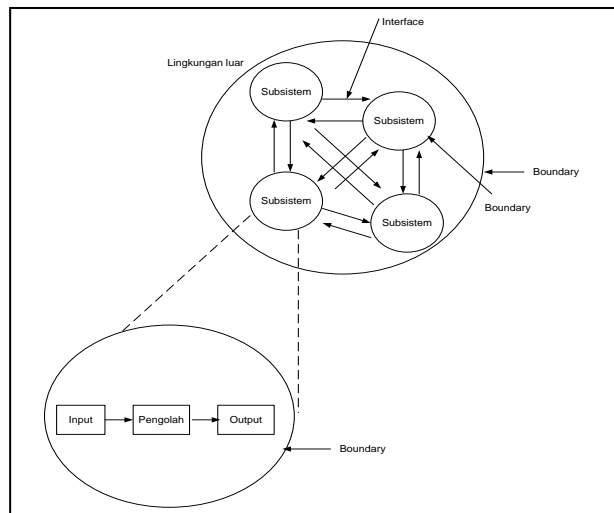 Interface
Lingkungan luar
Subsistem
Subsistem
Boundary
Subsistem
Boundary
Subsistem
Input
Pengolah
Output
Boundary